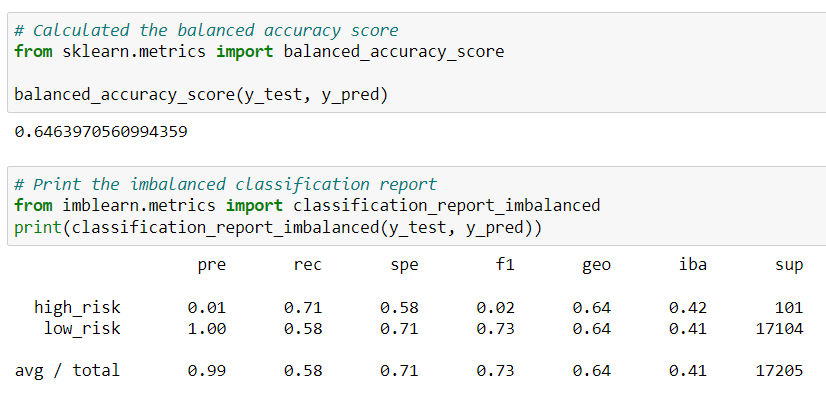 # Calculated the balanced accuracy score
from sklearn.metrics import balanced_accuracy_score
balanced_accuracy_score(y_test, y_pred)
0.6463970560994359
# Print the imbalanced classification report
from imblearn.metrics import classification_report_imbalanced
print(classification_report_imbalanced(y_test, y_pred))
pre rec spe f1 geo iba sup
high_risk 0.01 0.71 0.58 0.02 0.64 0.42 101
low_risk 1.00 0.58 0.71 0.73 0.64 0.41 17104
avg / total 0.99 0.58 0.71 0.73 0.64 0.41 17205